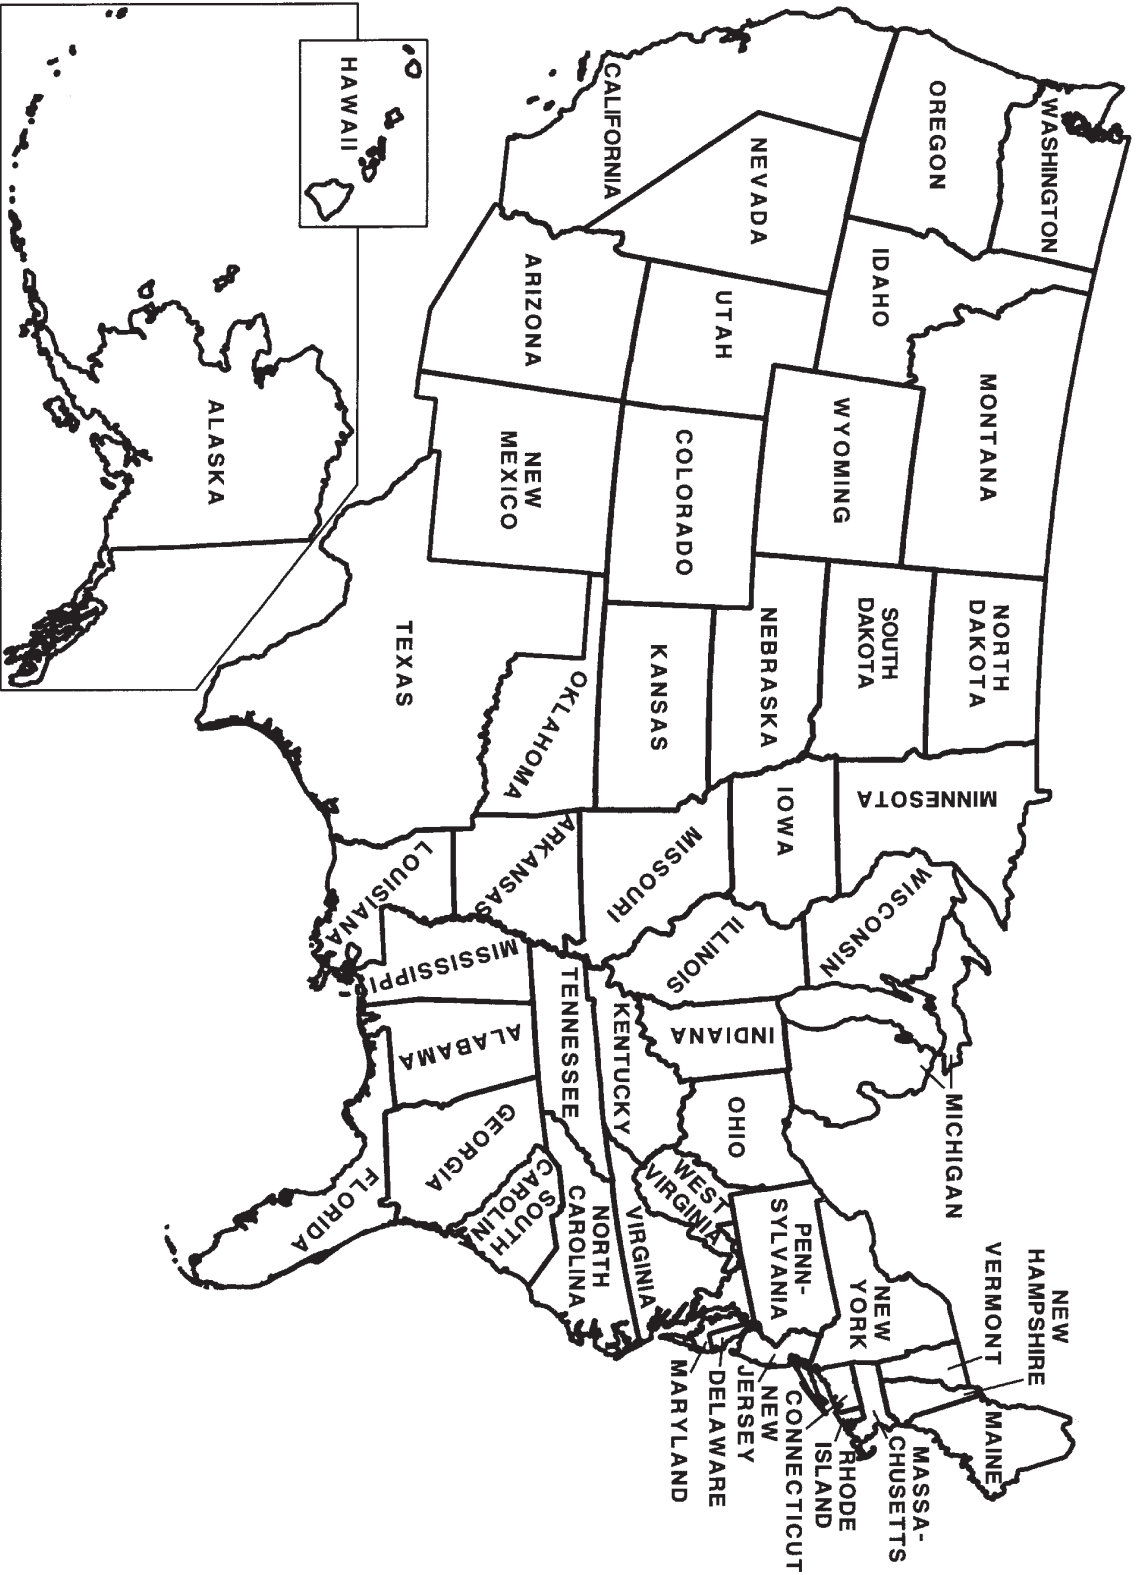 WASHINGTON
OREGON
CALIFORNIA
NEVADA
IDAHO
MONTANA
WYOMING
UTAH
ARIZONA
COLORADO
NEW
MEXICO
NORTH
DAKOTA
SOUTH
DAKOTA
NEBRASKA
KANSAS
OKLAHOMA
TEXAS
MINNESOTA
IOWA
MISSOURI
ARKANSAS
LOUISIANA
WISCONSIN
ILLINOIS
MISSISSIPPI
MICHIGAN
INDIANA
KENTUCKY
TENNESSEE
ALABAMA
OHIO
GEORGIA
FLORIDA
SOUTH
CAROLINA
NORTH
CAROLINA
VIRGINIA
WEST
VIRGINIA
PENN-
SYLVANIA
NEW
YORK
VERMONT
NEW
HAMPSHIRE
MAINE
MASSA-
CHUSETTS
RHODE
ISLAND
CONNECTICUT
NEW
JERSEY
DELAWARE
MARYLAND
HAWAII
ALASKA